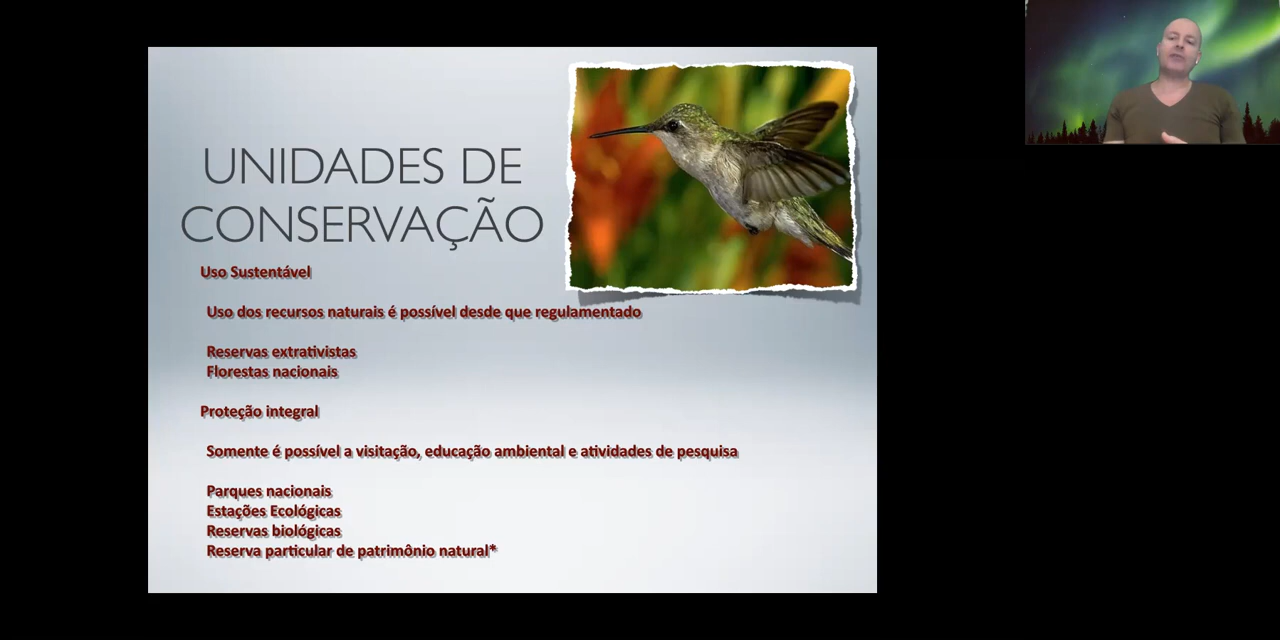 UNIDADES DE
CONSERVAÇÃO
Uso Sustentável
Uso dos recursos naturais é possível desde que regulamentado
Reservas extrativistas
Florestas nacionais
Proteção integral
Somente é possível a visitação, educação ambiental e atividades de pesquisa
Parques nacionais
Estações Ecológicas
Reservas biológicas
Reserva particular de patrimônio natural*